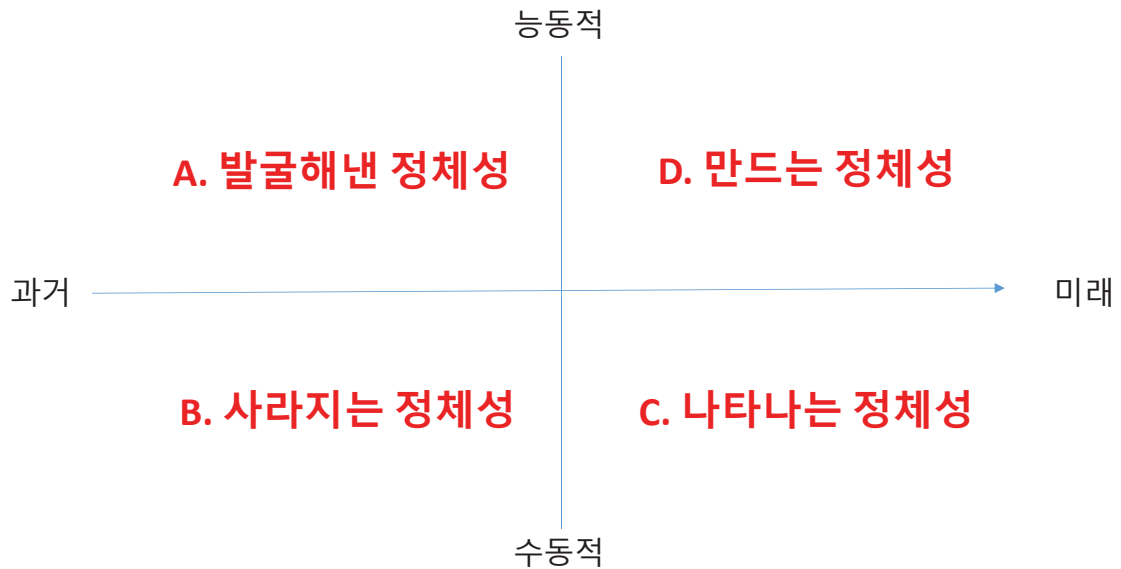 능동적
A. 발굴해낸 정체성
D. 만드는 정체성
과거
미래
B. 사라지는 정체성
C. 나타나는 정체성
수동적